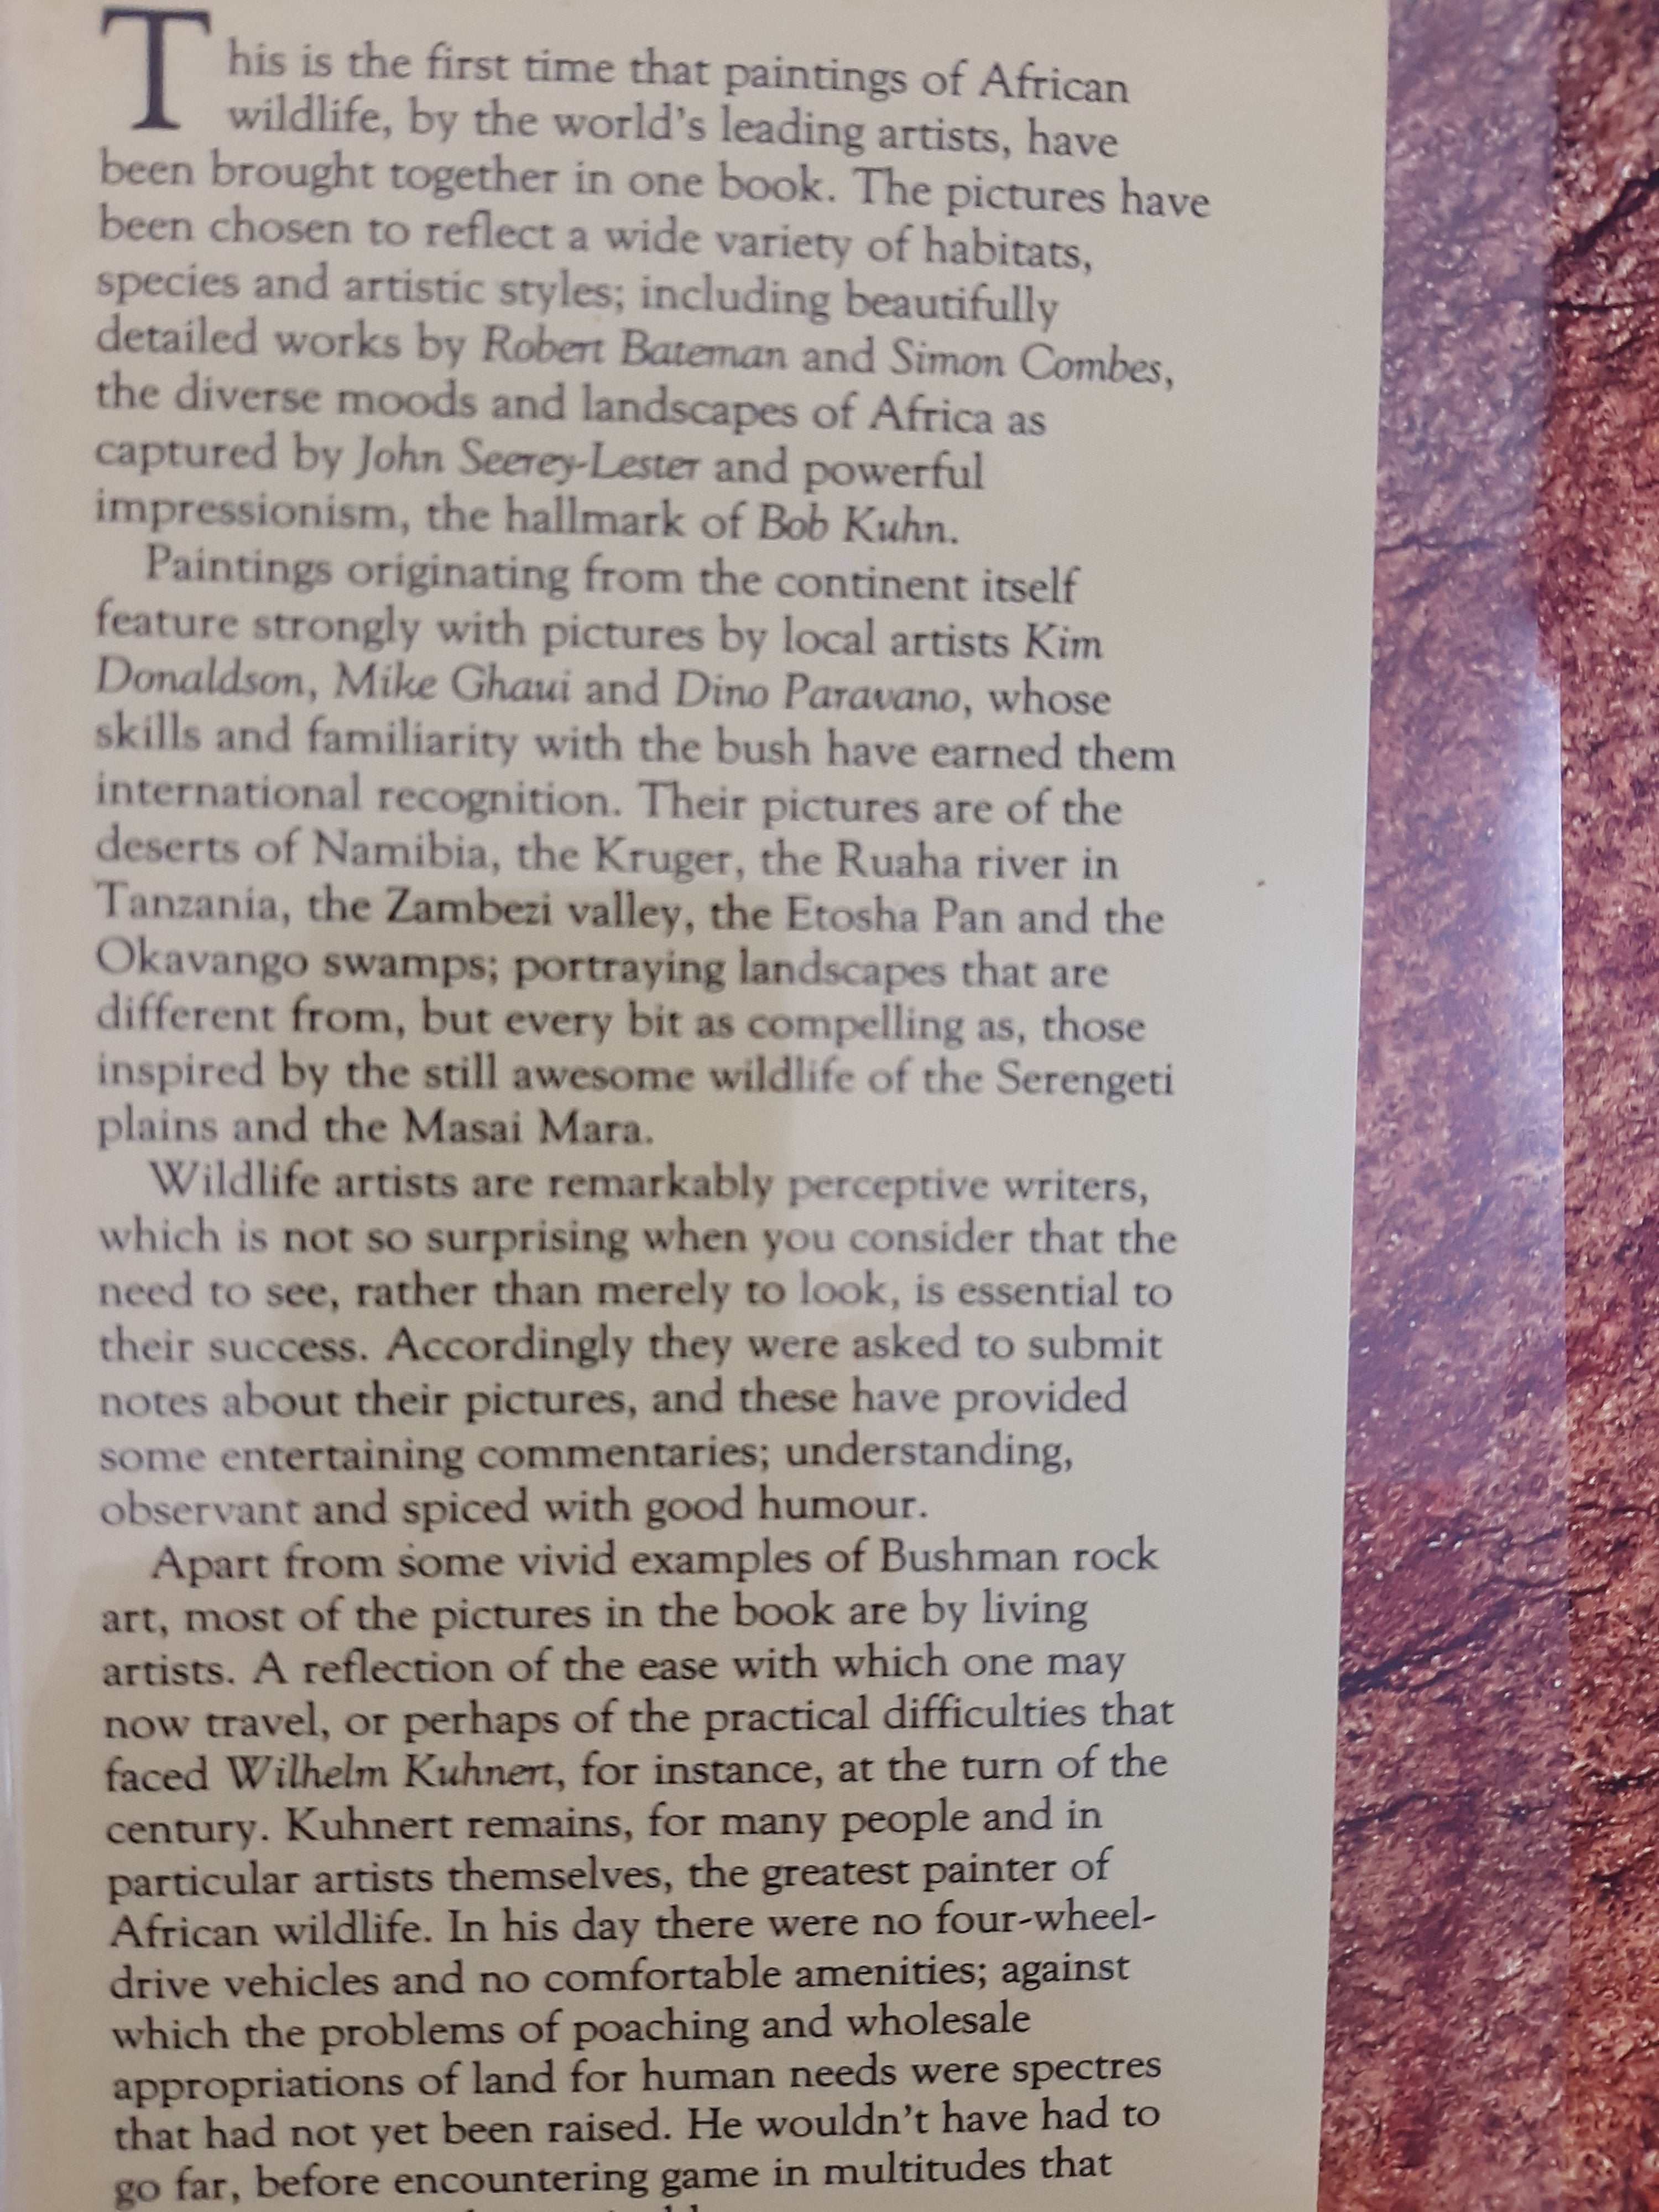 This is the first time that paintings of African
wildlife, by the world's leading artists, have
been brought together in one book. The pictures have
been chosen to reflect a wide variety of habitats,
species and artistic styles; including beautifully
detailed works by Robert Bateman and Simon Combes,
the diverse moods and landscapes of Africa as
captured by John Seerey-Lester and powerful
impressionism, the hallmark of Bob Kuhn.
Paintings originating from the continent itself
feature strongly with pictures by local artists Kim
Donaldson, Mike Ghaui and Dino Paravano, whose
skills and familiarity with the bush have earned them
international recognition. Their pictures are of the
deserts of Namibia, the Kruger, the Ruaha river in
Tanzania, the Zambezi valley, the Etosha Pan and the
Okavango swamps; portraying landscapes that are
different from, but every bit as compelling as, those
inspired by the still awesome wildlife of the Serengeti
plains and the Masai Mara.
Wildlife artists are remarkably perceptive writers,
which is not so surprising when you consider that the
need to see, rather than merely to look, is essential to
their success. Accordingly they were asked to submit
notes about their pictures, and these have provided
some entertaining commentaries; understanding,
observant and spiced with good humour.
Apart from some vivid examples of Bushman rock
art, most of the pictures in the book are by living
artists. A reflection of the ease with which one may
now travel, or perhaps of the practical difficulties that
faced Wilhelm Kuhnert, for instance, at the turn of the
century. Kuhnert remains, for many people and in
particular artists themselves, the greatest painter of
African wildlife. In his day there were no four-wheel-
drive vehicles and no comfortable amenities; against
which the problems of poaching and wholesale
appropriations of land for human needs were spectres
that had not yet been raised. He wouldn't have had to
go far, before encountering game in multitudes that